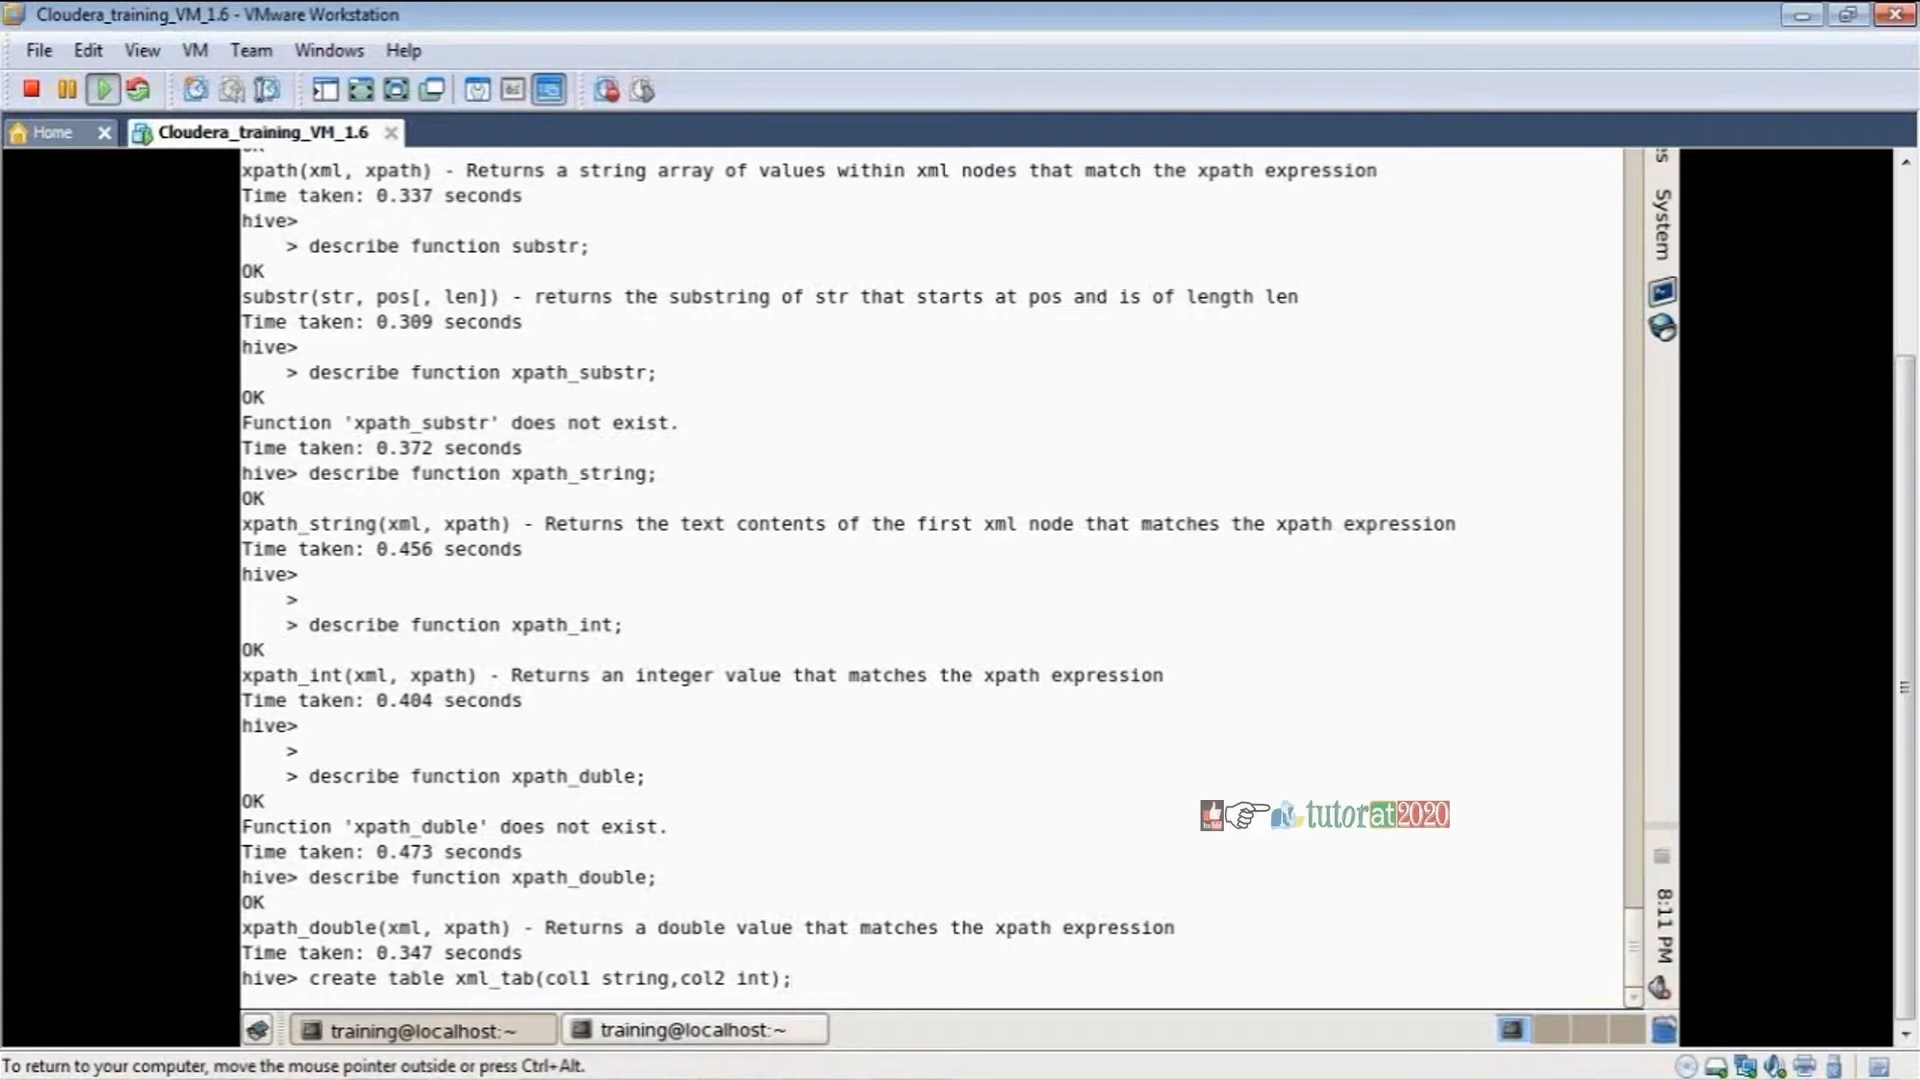 Cloudera_training_VM_1.6 - VMware Workstation
File Edit View VM Team Windows Help
Home Cloudera_training_VM_1.6
OK
xpath(xml, xpath) - Returns a string array of values within xml nodes that match the xpath expression
Time taken: 0.337 seconds
hive>
> describe function substr;
OK
substr(str, pos[, len]) - returns the substring of str that starts at pos and is of length len
Time taken: 0.309 seconds
hive>
> describe function xpath_substr;
OK
Function 'xpath_substr' does not exist.
Time taken: 0.372 seconds
hive> describe function xpath_string;
OK
xpath_string(xml, xpath) - Returns the text contents of the first xml node that matches the xpath expression
Time taken: 0.456 seconds
hive>
>
> describe function xpath_int;
OK
xpath_int(xml, xpath) - Returns an integer value that matches the xpath expression
Time taken: 0.404 seconds
hive>
>
> describe function xpath_duble;
OK
Function 'xpath_duble' does not exist.
Time taken: 0.473 seconds
hive> describe function xpath_double;
OK
xpath_double(xml, xpath) - Returns a double value that matches the xpath expression
Time taken: 0.347 seconds
hive> create table xml_tab(col1 string,col2 int);
System
tutorat2020
8:11 PM
training@localhost:~ training@localhost:~
To return to your computer, move the mouse pointer outside or press Ctrl+Alt.